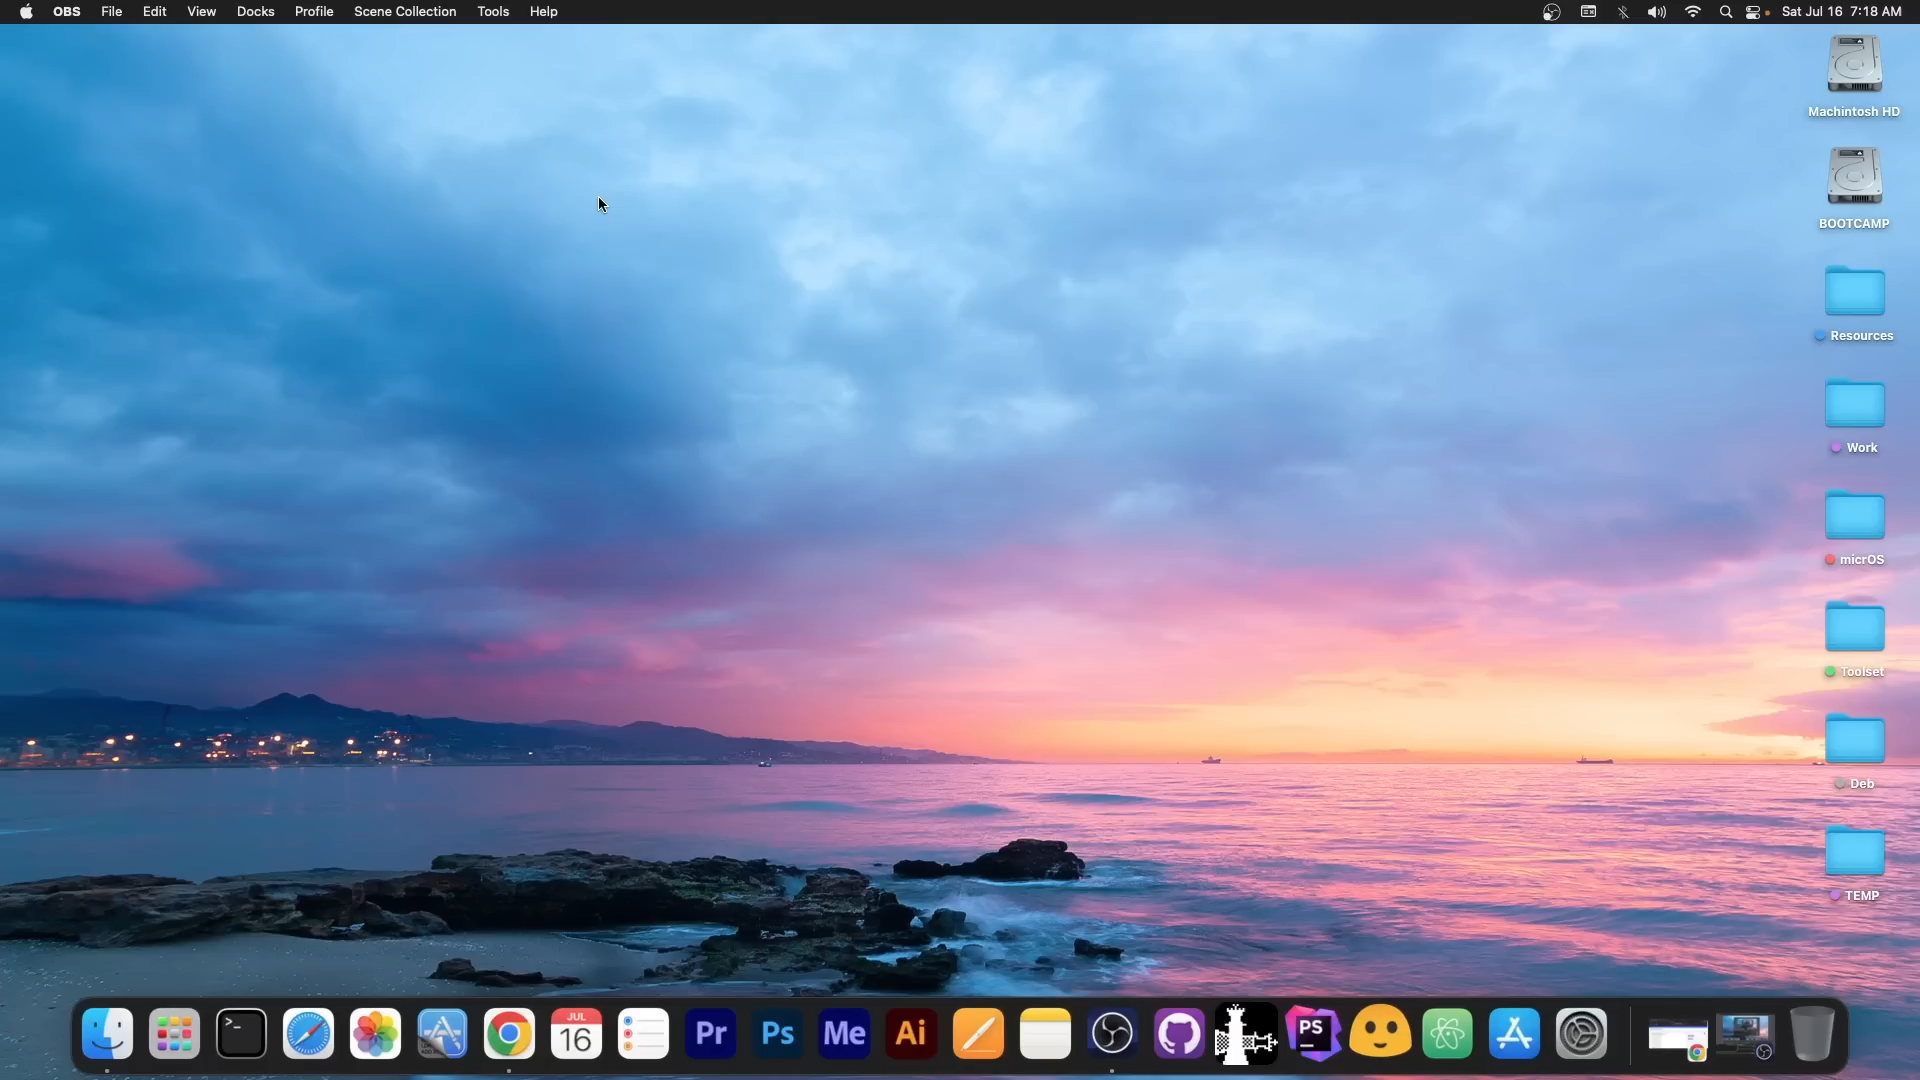 OBS File Edit View Docks Profile Scene Collection Tools Help Sat Jul 16 7:18 AM
Machintosh HD
BOOTCAMP
Resources
Work
micrOS
Toolset
Deb
TEMP
>_
JUL
16
Pr
Ps
Me
Ai
PS